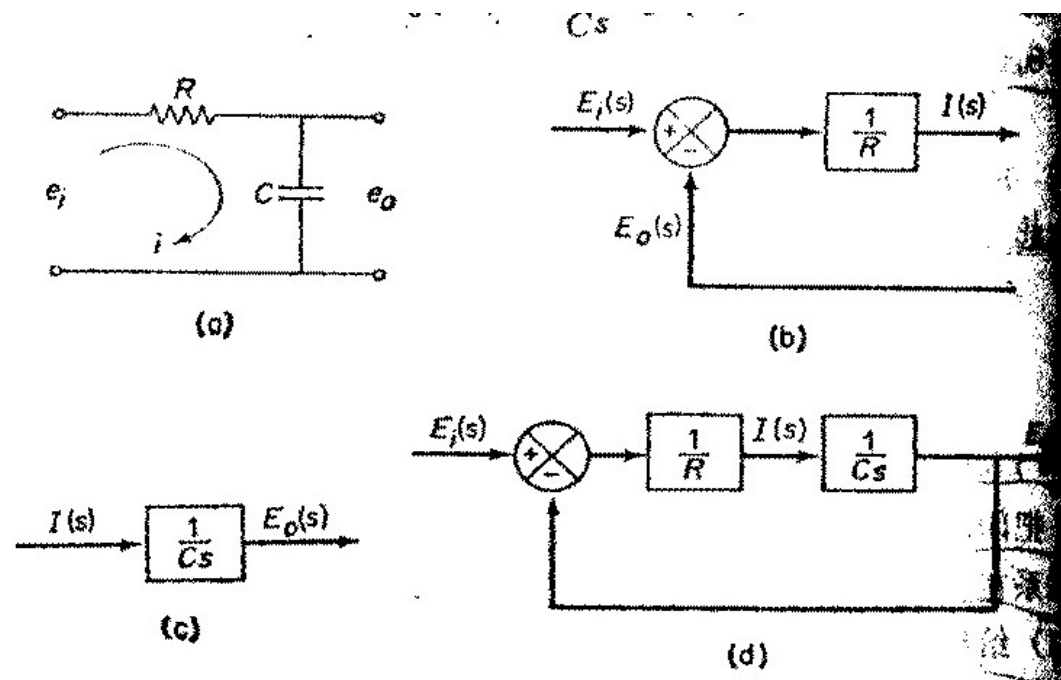 Cs
R
C
e_i
e_o
i
(a)
E_i(s)
+
−
1/R
I(s)
E_o(s)
(b)
I(s)
1/Cs
E_o(s)
(c)
E_i(s)
+
−
1/R
I(s)
1/Cs
(d)